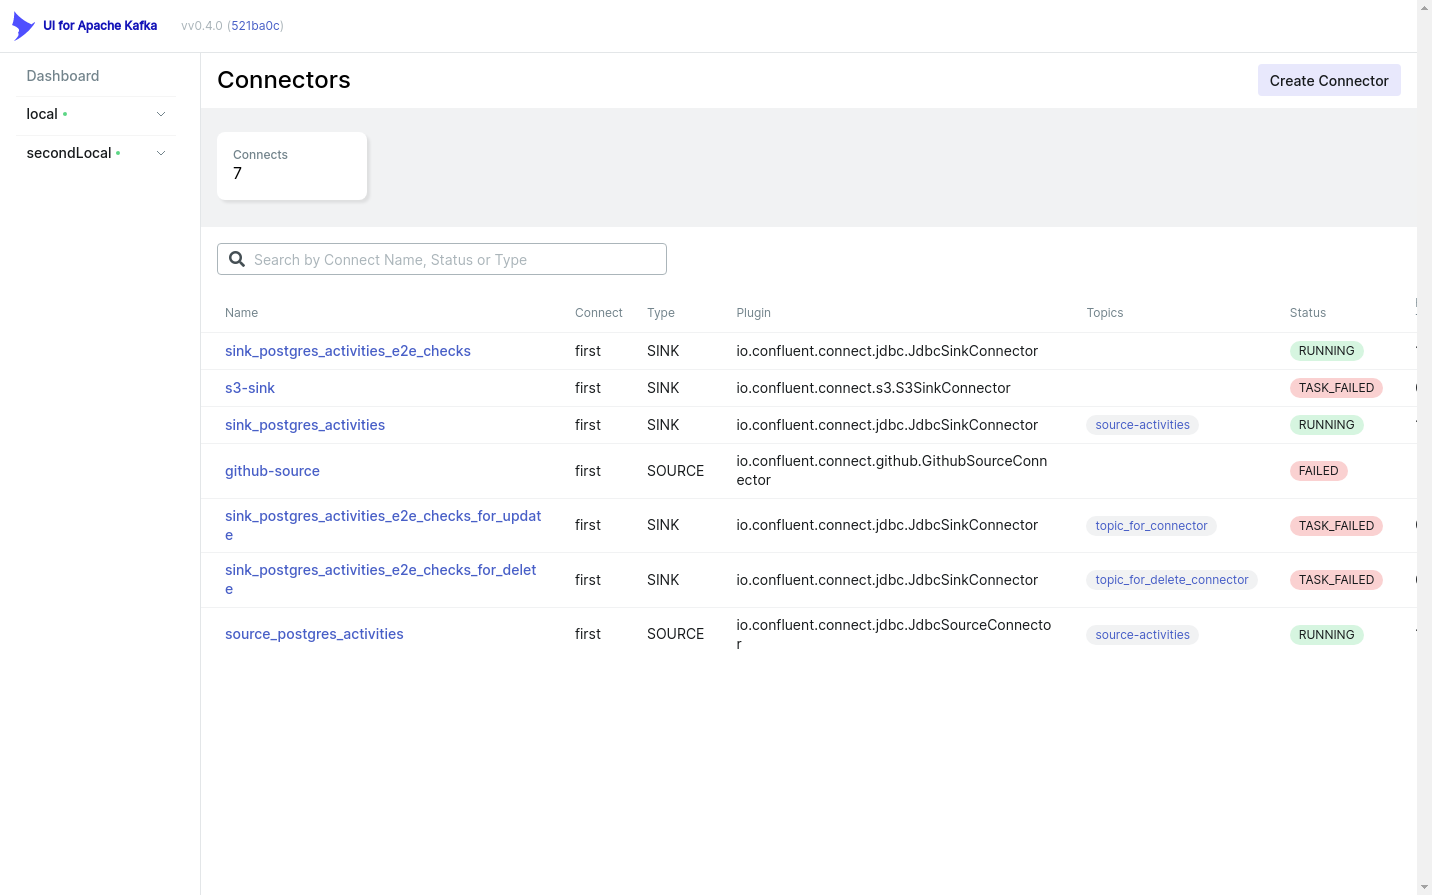 UI for Apache Kafka vv0.4.0 (521ba0c)
Dashboard
local
secondLocal
Connectors
Create Connector
Connects
7
Search by Connect Name, Status or Type
Name Connect Type Plugin Topics Status
sink_postgres_activities_e2e_checks first SINK io.confluent.connect.jdbc.JdbcSinkConnector RUNNING
s3-sink first SINK io.confluent.connect.s3.S3SinkConnector TASK_FAILED
sink_postgres_activities first SINK io.confluent.connect.jdbc.JdbcSinkConnector source-activities RUNNING
github-source first SOURCE io.confluent.connect.github.GithubSourceConn
ector FAILED
sink_postgres_activities_e2e_checks_for_updat
e first SINK io.confluent.connect.jdbc.JdbcSinkConnector topic_for_connector TASK_FAILED
sink_postgres_activities_e2e_checks_for_delet
e first SINK io.confluent.connect.jdbc.JdbcSinkConnector topic_for_delete_connector TASK_FAILED
source_postgres_activities first SOURCE io.confluent.connect.jdbc.JdbcSourceConnecto
r source-activities RUNNING